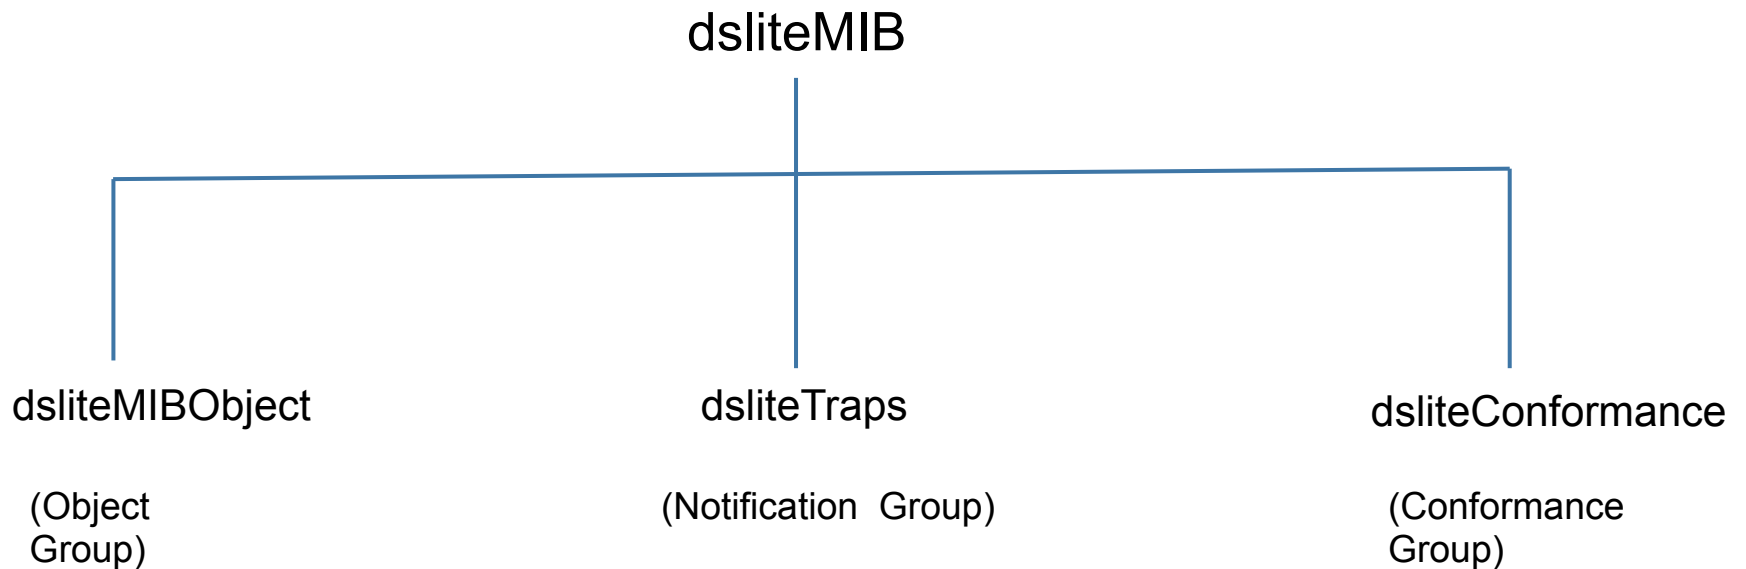 dsliteMIB
dsliteMIBObject
dsliteTraps
dsliteConformance
(Object
Group)
(Notification  Group)
(Conformance
Group)